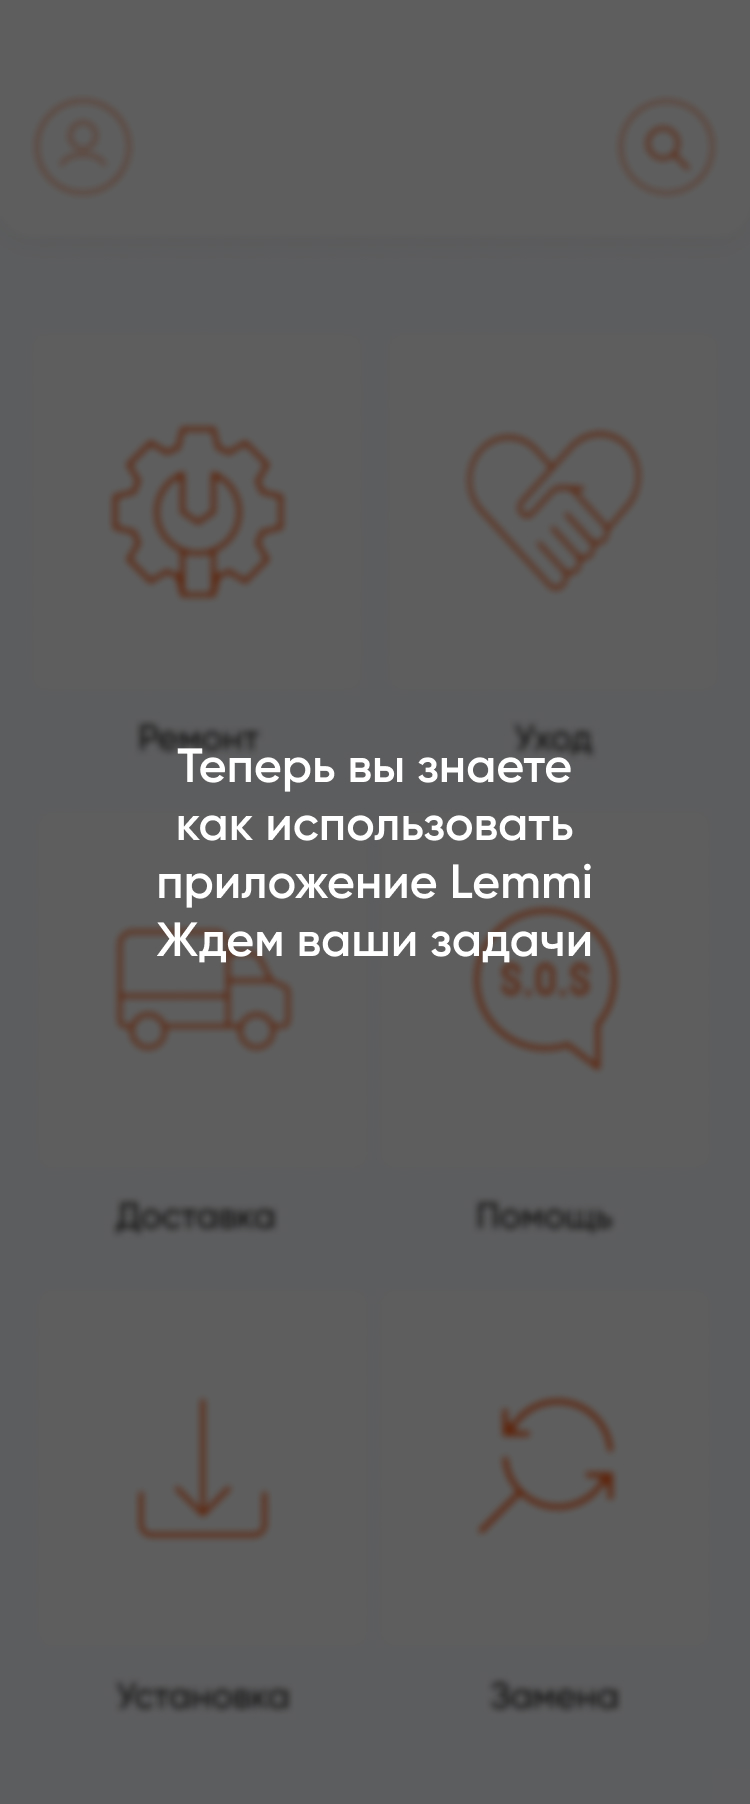 Ремонт
Уход
Теперь вы знаете
как использовать
приложение Lemmi
Ждем ваши задачи
S.O.S
Доставка
Помощь
Установка
Замена